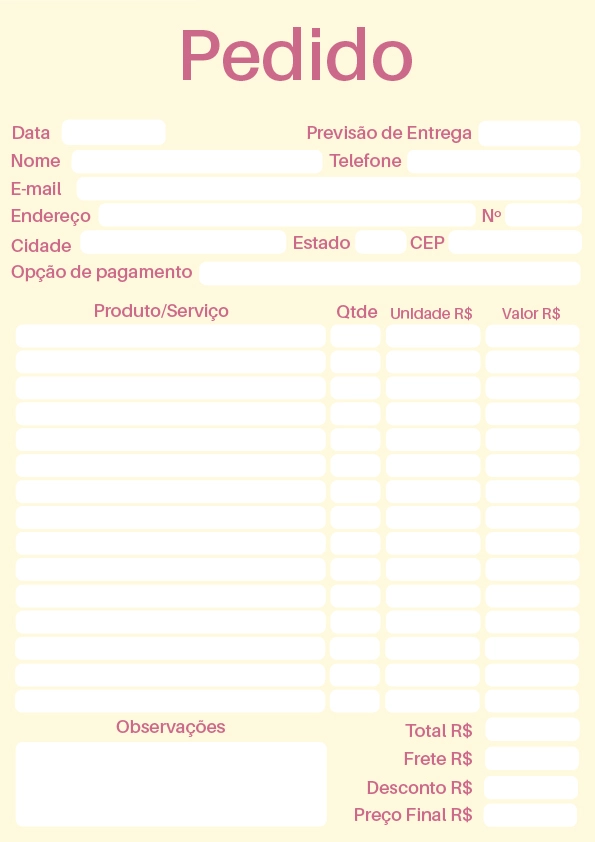 Pedido
Data Previsão de Entrega
Nome Telefone
E-mail
Endereço Nº
Cidade Estado CEP
Opção de pagamento
Produto/Serviço Qtde Unidade R$ Valor R$
Observações Total R$
Frete R$
Desconto R$
Preço Final R$